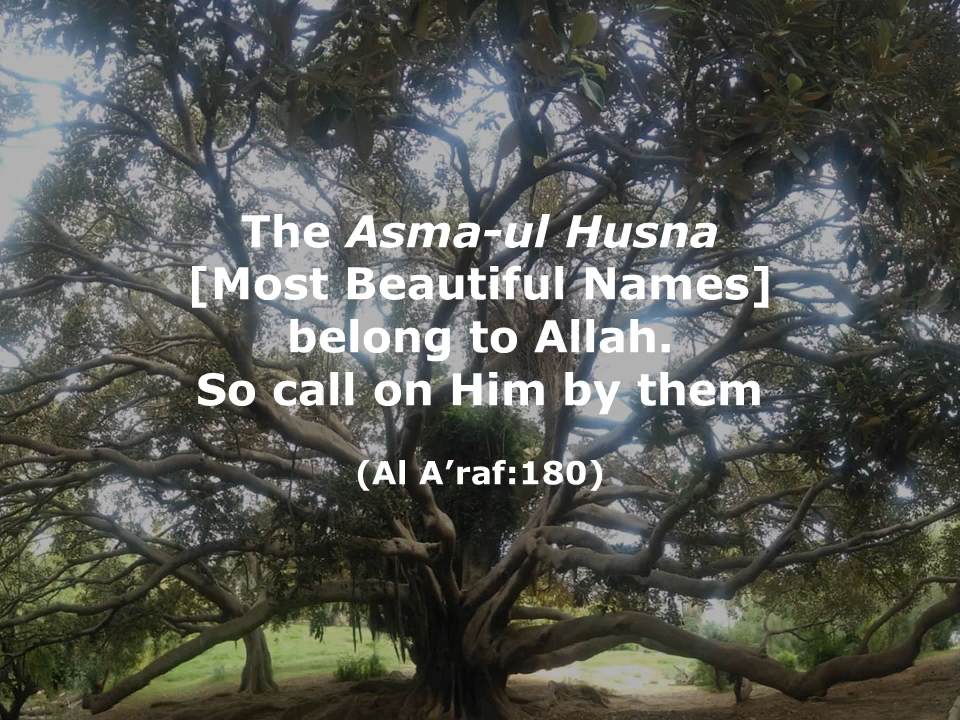 The Asma-ul Husna
[Most Beautiful Names]
belong to Allah.
So call on Him by them
(Al A’raf:180)